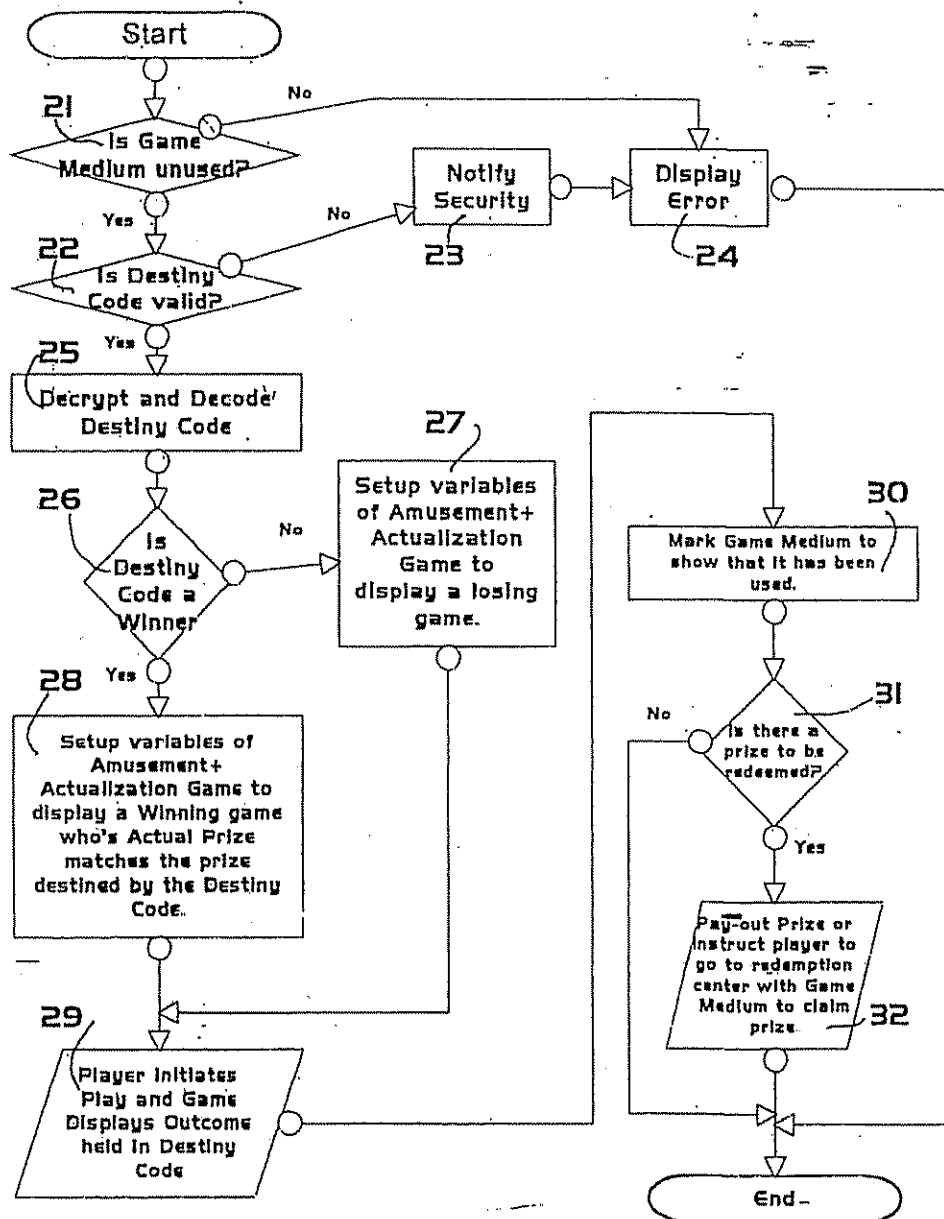 Start
21
Is Game
Medium unused?
No
Yes
22
Is Destiny
Code valid?
No
Notify
Security
23
Display
Error
24
Yes
25
Decrypt and Decode
Destiny Code
26
Is
Destiny
Code a
Winner
No
27
Setup variables
of Amusement+
Actualization
Game to
display a losing
game.
Yes
28
Setup variables of
Amusement+
Actualization Game to
display a Winning game
who's Actual Prize
matches the prize
destined by the Destiny
Code.
29
Player Initiates
Play and Game
Displays Outcome
held in Destiny
Code
30
Mark Game Medium to
show that it has been
used.
31
Is there a
prize to be
redeemed?
No
Yes
Pay-out Prize or
instruct player to
go to redemption
center with Game
Medium to claim
prize.
32
End